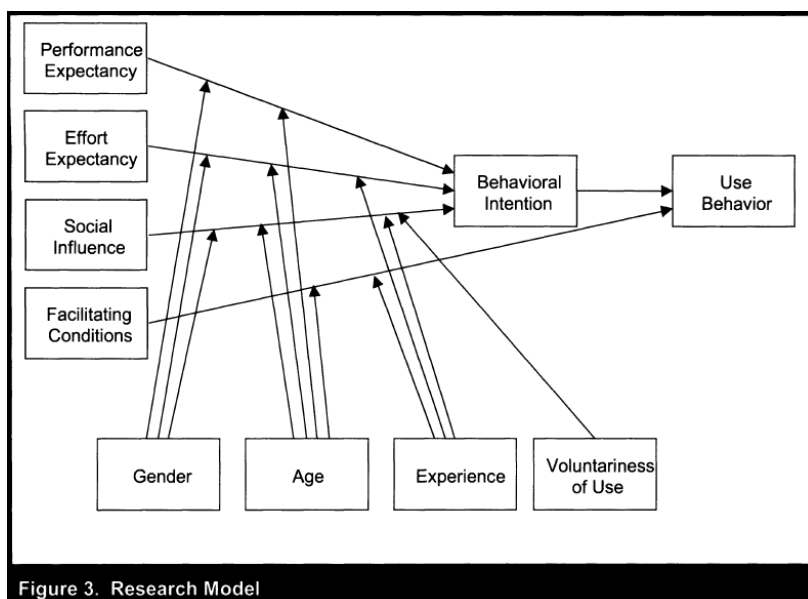 Performance
Expectancy
Effort
Expectancy
Social
Influence
Facilitating
Conditions
Behavioral
Intention
Use
Behavior
Gender
Age
Experience
Voluntariness
of Use
Figure 3. Research Model